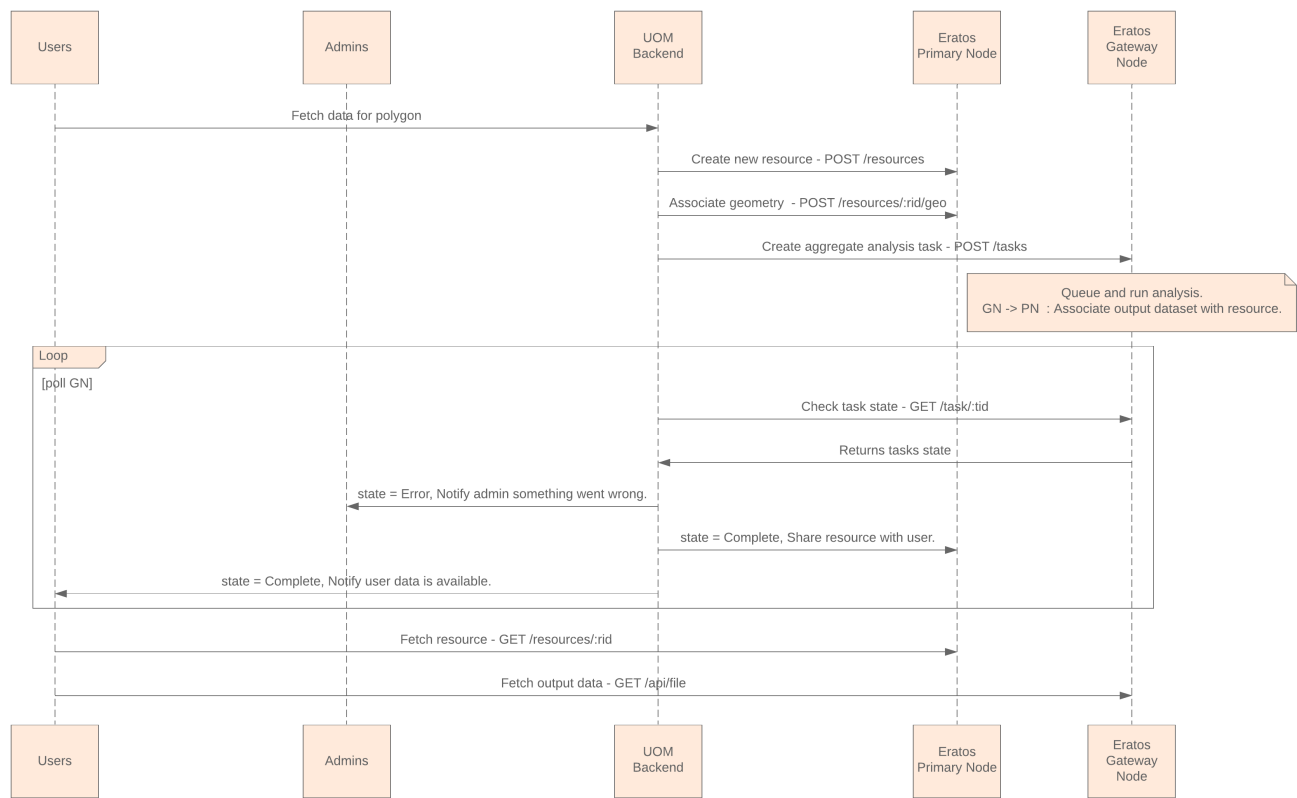 Users
Admins
UOM
Backend
Eratos
Primary Node
Eratos
Gateway
Node
Fetch data for polygon
Create new resource - POST /resources
Associate geometry  - POST /resources/:rid/geo
Create aggregate analysis task - POST /tasks
Queue and run analysis.
GN -> PN  : Associate output dataset with resource.
Loop
[poll GN]
Check task state - GET /task/:tid
Returns tasks state
state = Error, Notify admin something went wrong.
state = Complete, Share resource with user.
state = Complete, Notify user data is available.
Fetch resource - GET /resources/:rid
Fetch output data - GET /api/file
Users
Admins
UOM
Backend
Eratos
Primary Node
Eratos
Gateway
Node